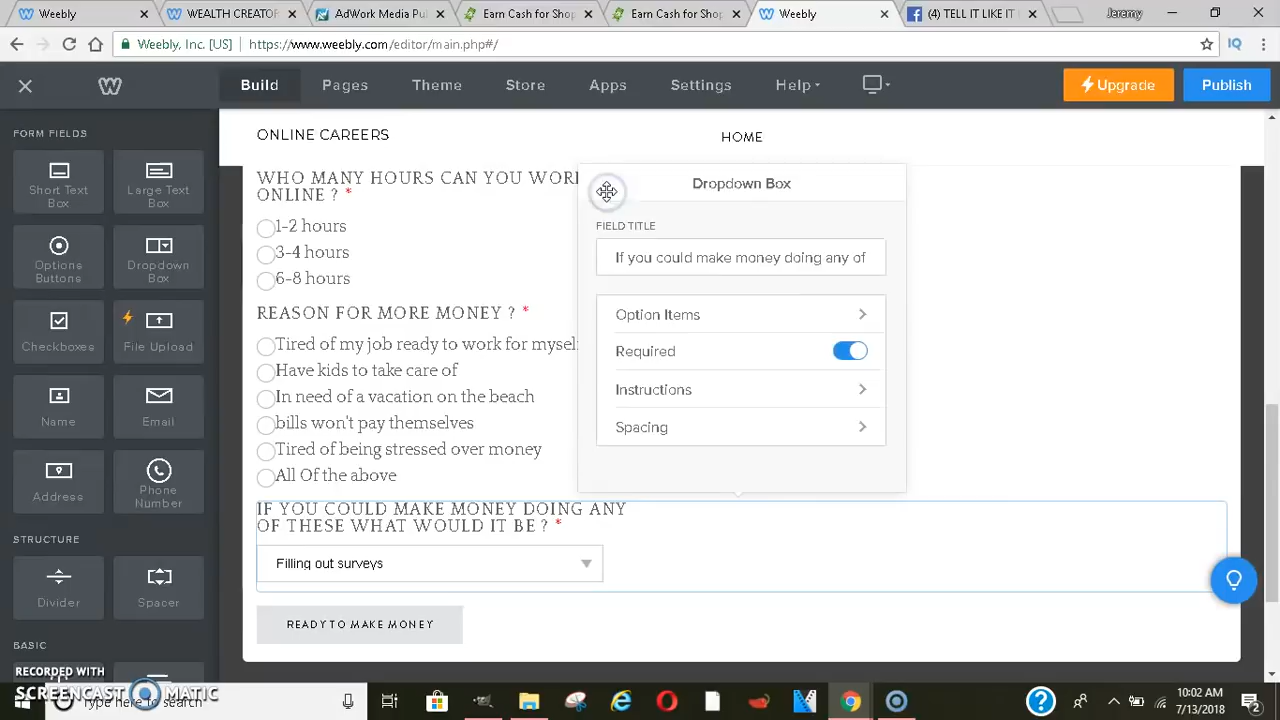 Weebly
WEALTH CREATOR
AdWork Media Pu
Earn Cash for Shop
Earn Cash for Shop
Weebly
(4) TELL IT LIKE IT
Jeremy
Weebly, Inc. [US]
https://www.weebly.com/editor/main.php#/
Build
Pages
Theme
Store
Apps
Settings
Help
Upgrade
Publish
FORM FIELDS
Short Text
Box
Large Text
Box
Options
Buttons
Dropdown
Box
Checkboxes
File Upload
Name
Email
Address
Phone
Number
STRUCTURE
Divider
Spacer
BASIC
ONLINE CAREERS
HOME
WHO MANY HOURS CAN YOU WOR
ONLINE ? *
1-2 hours
3-4 hours
6-8 hours
REASON FOR MORE MONEY ? *
Tired of my job ready to work for mysel
Have kids to take care of
In need of a vacation on the beach
bills won't pay themselves
Tired of being stressed over money
All Of the above
IF YOU COULD MAKE MONEY DOING ANY
OF THESE WHAT WOULD IT BE ? *
Filling out surveys
READY TO MAKE MONEY
Dropdown Box
FIELD TITLE
If you could make money doing any of
Option Items
Required
Instructions
Spacing
RECORDED WITH
SCREENCAST MATIC
Type here to search
10:02 AM
7/13/2018
2